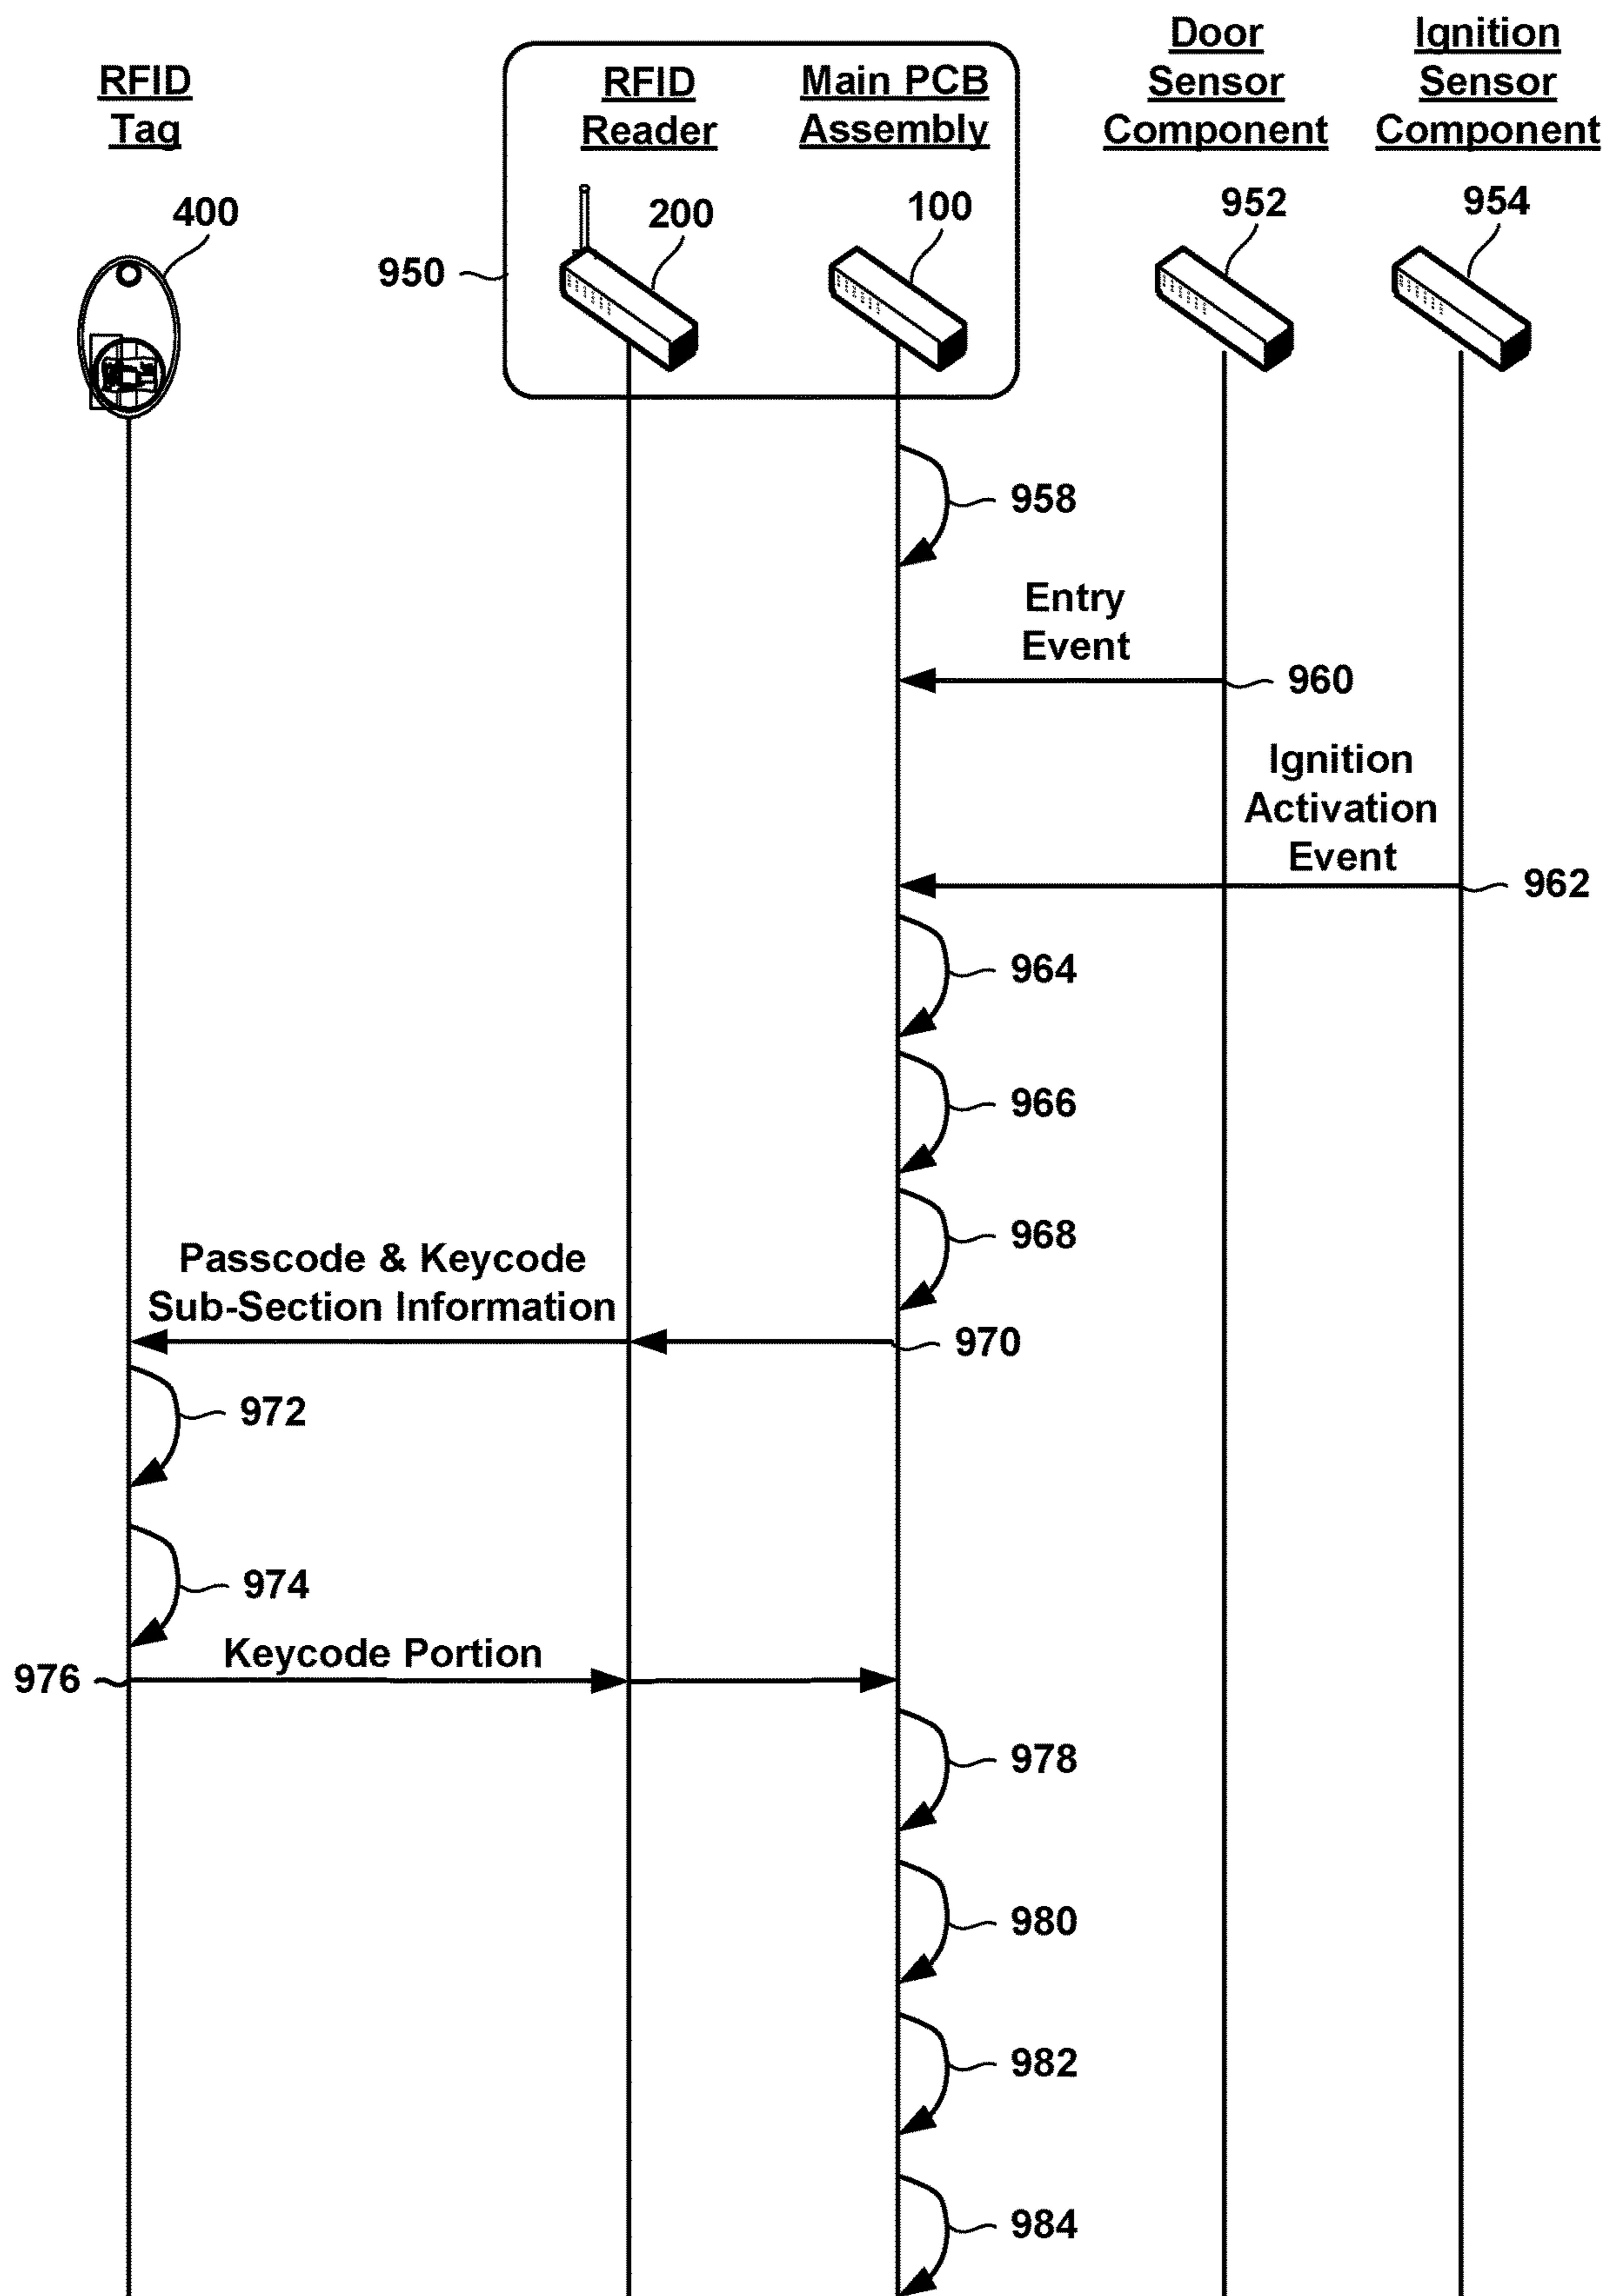 RFID
Tag
RFID
Reader
Main PCB
Assembly
Door
Sensor
Component
Ignition
Sensor
Component
400
950
200
100
952
954
958
Entry
Event
960
Ignition
Activation
Event
962
964
966
968
Passcode & Keycode
Sub-Section Information
970
972
974
Keycode Portion
976
978
980
982
984